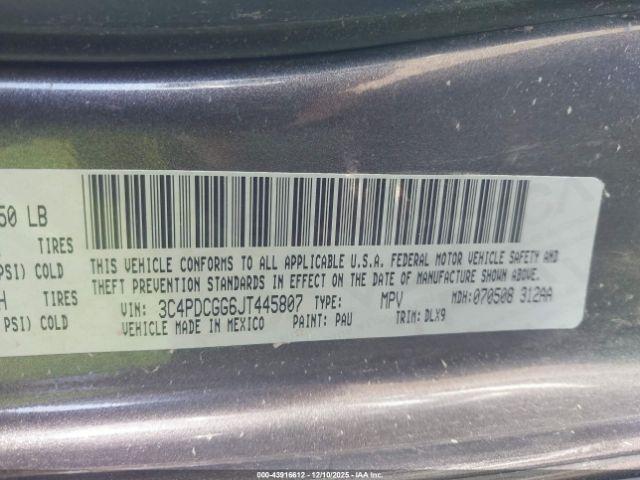 50 LB
TIRES
PSI) COLD
TIRES
PSI) COLD
THIS VEHICLE CONFORMS TO ALL APPLICABLE U.S.A. FEDERAL MOTOR VEHICLE SAFETY AND
THEFT PREVENTION STANDARDS IN EFFECT ON THE DATE OF MANUFACTURE SHOWN ABOVE.
VIN: 3C4PDCGG6JT445807 TYPE: MPV MDH: 070508 312AA
VEHICLE MADE IN MEXICO PAINT: PAU TRIM: DLX9
00-43916612 - 12/10/2025 - IAA Inc.